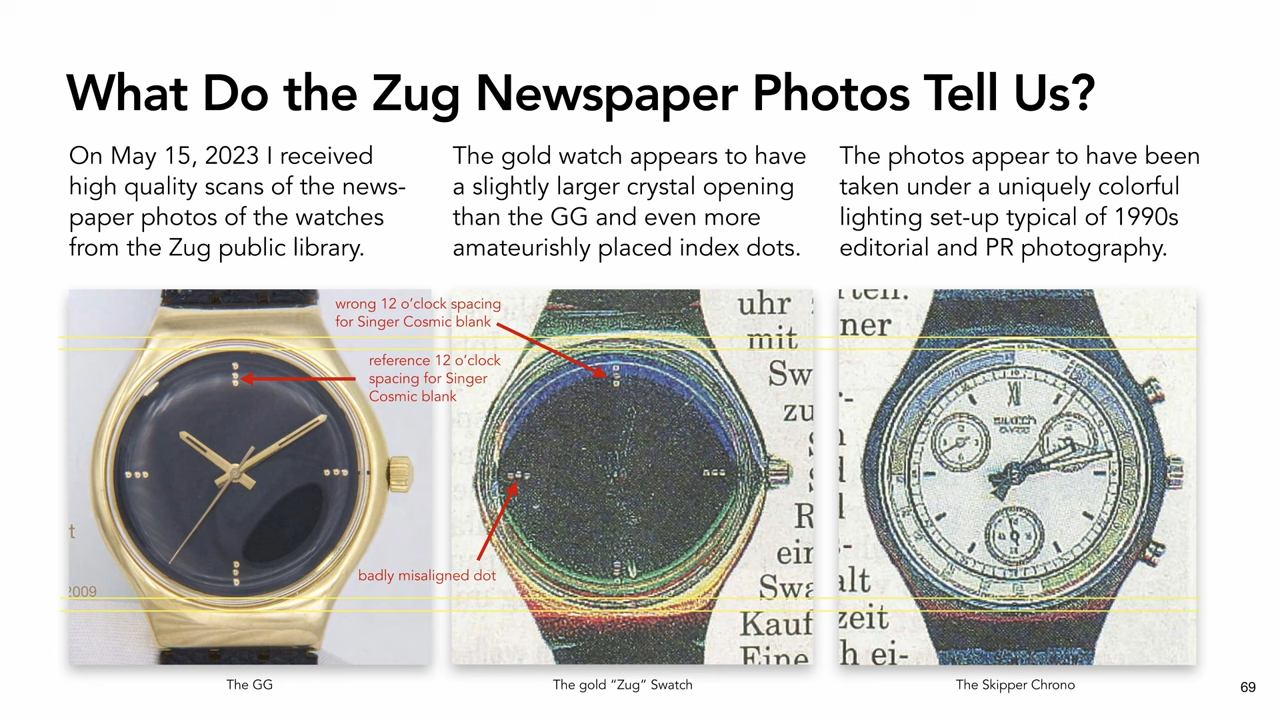 What Do the Zug Newspaper Photos Tell Us?
On May 15, 2023 I received
high quality scans of the news-
paper photos of the watches
from the Zug public library.
The gold watch appears to have
a slightly larger crystal opening
than the GG and even more
amateurishly placed index dots.
The photos appear to have been
taken under a uniquely colorful
lighting set-up typical of 1990s
editorial and PR photography.
wrong 12 o’clock spacing
for Singer Cosmic blank
reference 12 o’clock
spacing for Singer
Cosmic blank
badly misaligned dot
t
2009
uhr
mit
Sw
zu
R
ein
Swa
Kauf
Eine
rten.
ner
alt
zeit
h ei-
swatch
The GG
The gold “Zug” Swatch
The Skipper Chrono
69